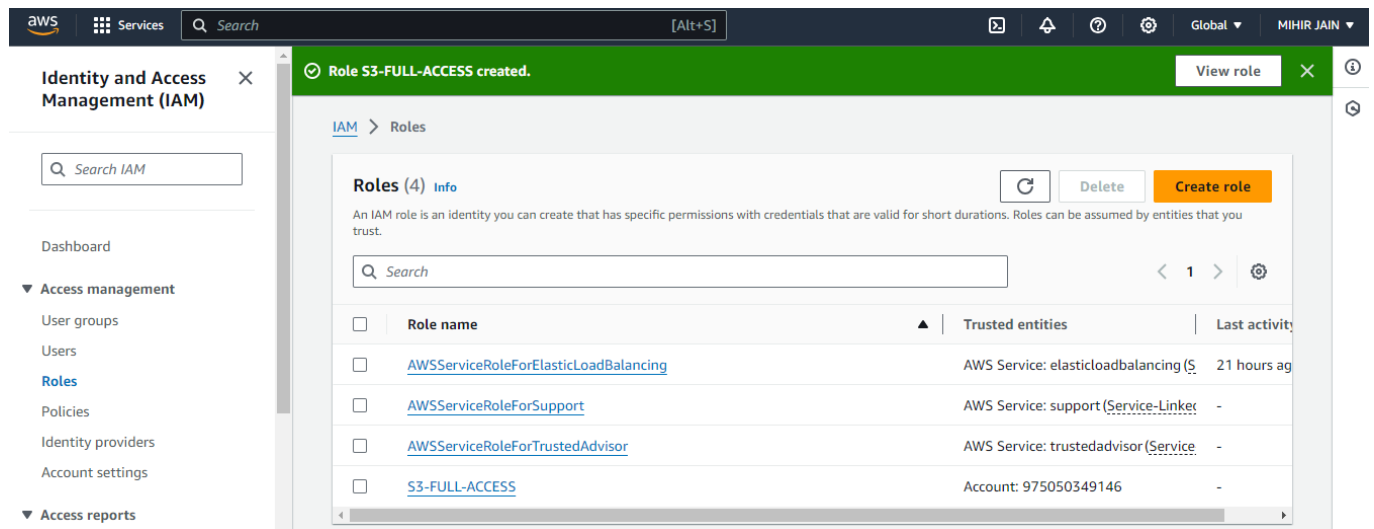 aws Services Search [Alt+S] Global MIHIR JAIN
Identity and Access Management (IAM)
Search IAM
Dashboard
Access management
User groups
Users
Roles
Policies
Identity providers
Account settings
Access reports
Role S3-FULL-ACCESS created. View role
IAM > Roles
Roles (4) Info Delete Create role
An IAM role is an identity you can create that has specific permissions with credentials that are valid for short durations. Roles can be assumed by entities that you
trust.
Search 1
Role name Trusted entities Last activity
AWSServiceRoleForElasticLoadBalancing AWS Service: elasticloadbalancing (S 21 hours ag
AWSServiceRoleForSupport AWS Service: support (Service-Linked -
AWSServiceRoleForTrustedAdvisor AWS Service: trustedadvisor (Service -
S3-FULL-ACCESS Account: 975050349146 -